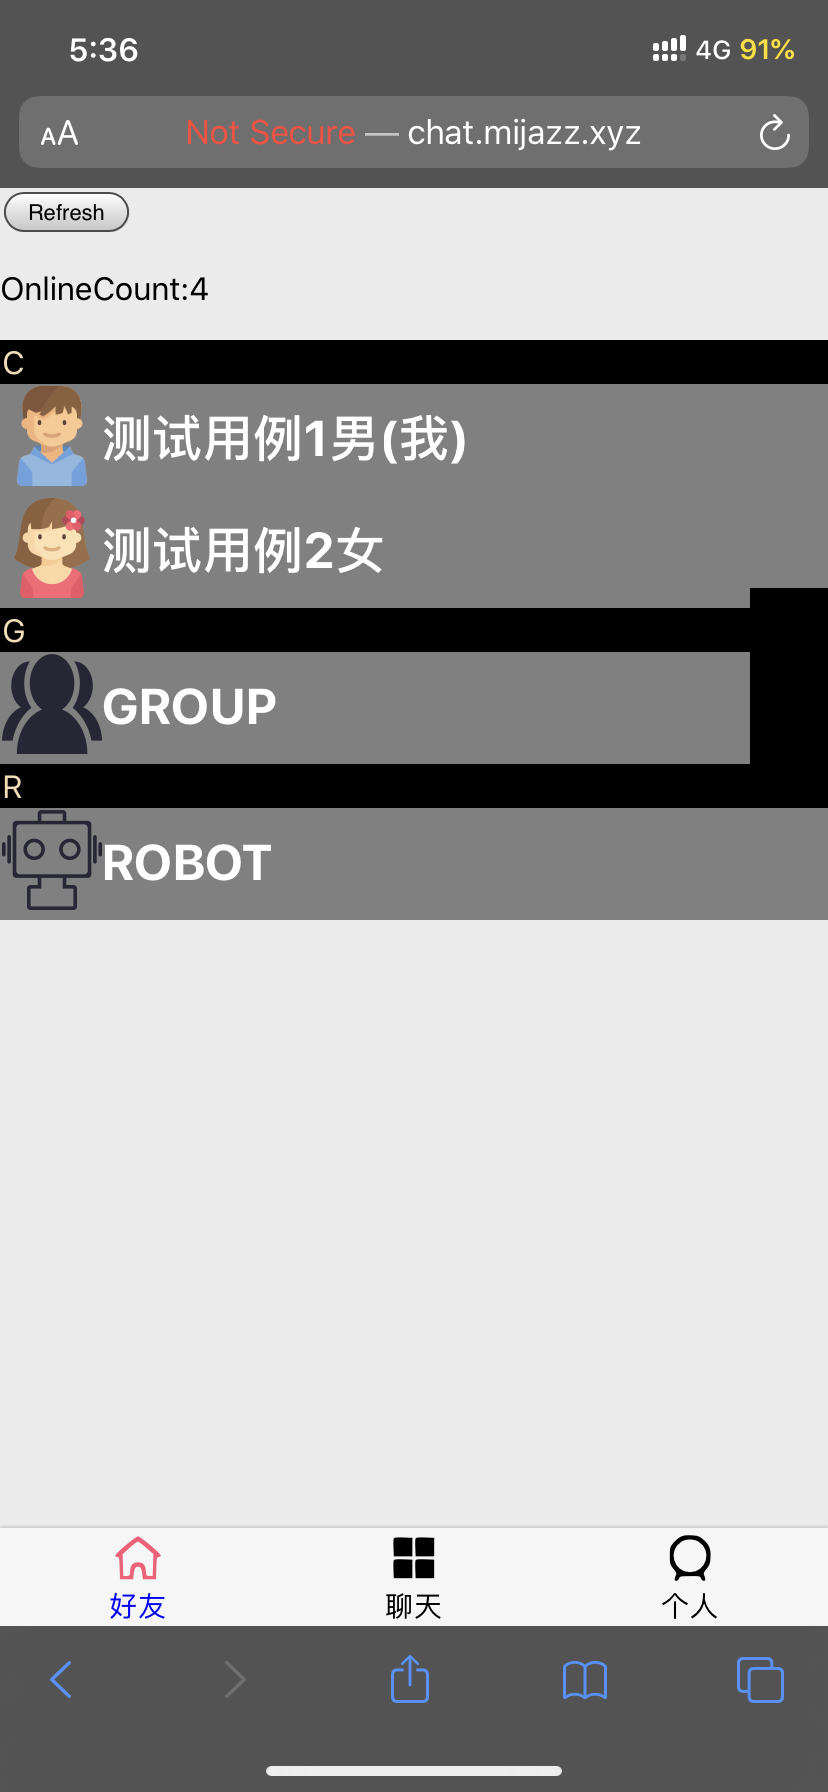 5:36
4G 91%
AA Not Secure — chat.mijazz.xyz
Refresh
OnlineCount:4
C
测试用例1男(我)
测试用例2女
G
GROUP
R
ROBOT
好友 聊天 个人